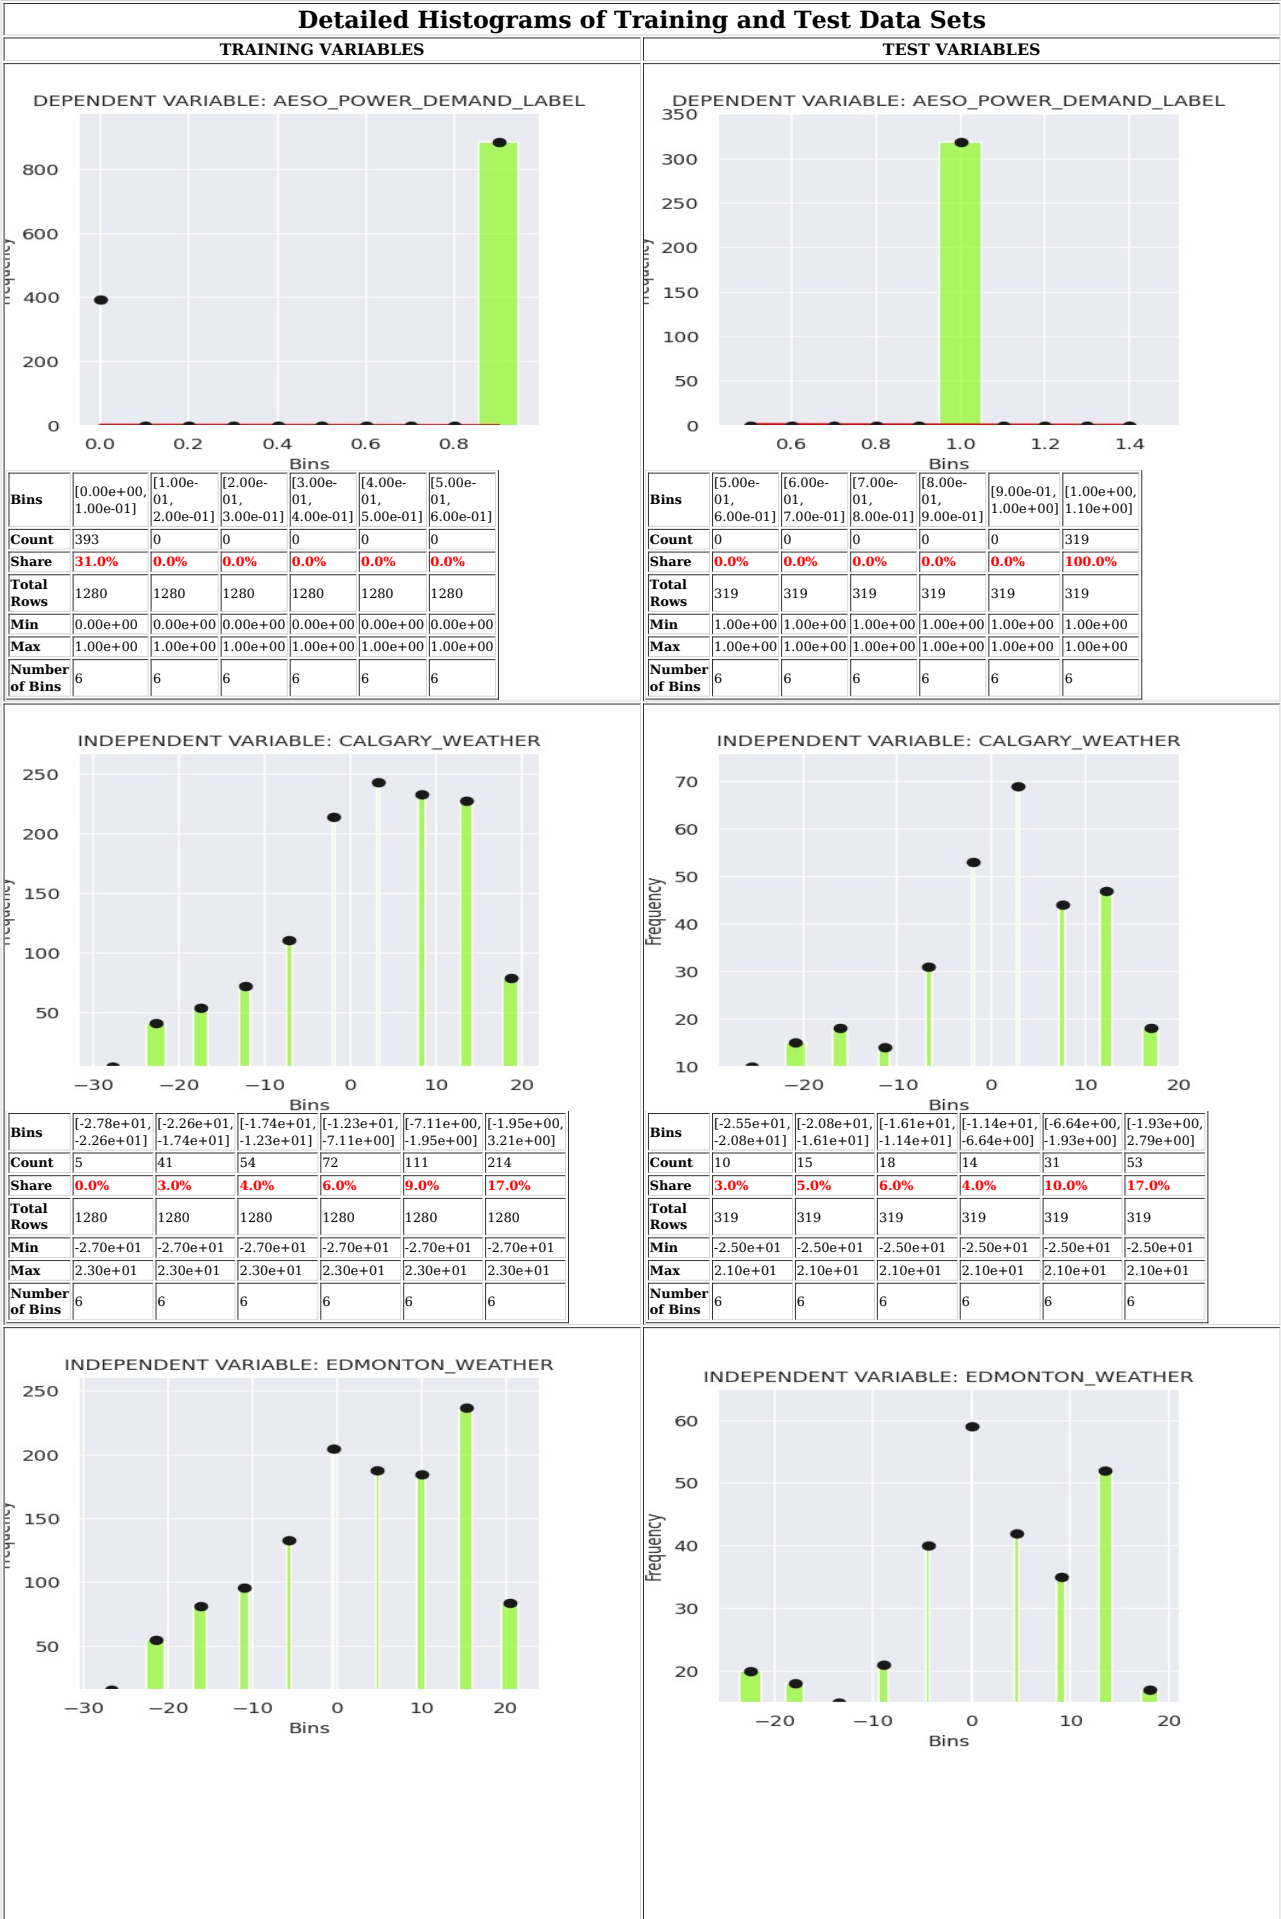 Detailed Histograms of Training and Test Data Sets
TRAINING VARIABLES
TEST VARIABLES
DEPENDENT VARIABLE: AESO_POWER_DEMAND_LABEL
800
600
400
200
0
0.0 0.2 0.4 0.6 0.8
Bins
Bins [0.00e+00, 1.00e-01] [1.00e-01, 2.00e-01] [2.00e-01, 3.00e-01] [3.00e-01, 4.00e-01] [4.00e-01, 5.00e-01] [5.00e-01, 6.00e-01]
Count 393 0 0 0 0 0
Share 31.0% 0.0% 0.0% 0.0% 0.0% 0.0%
Total Rows 1280 1280 1280 1280 1280 1280
Min 0.00e+00 0.00e+00 0.00e+00 0.00e+00 0.00e+00 0.00e+00
Max 1.00e+00 1.00e+00 1.00e+00 1.00e+00 1.00e+00 1.00e+00
Number of Bins 6 6 6 6 6 6
DEPENDENT VARIABLE: AESO_POWER_DEMAND_LABEL
350
300
250
200
150
100
50
0
0.6 0.8 1.0 1.2 1.4
Bins
Bins [5.00e-01, 6.00e-01] [6.00e-01, 7.00e-01] [7.00e-01, 8.00e-01] [8.00e-01, 9.00e-01] [9.00e-01, 1.00e+00] [1.00e+00, 1.10e+00]
Count 0 0 0 0 0 319
Share 0.0% 0.0% 0.0% 0.0% 0.0% 100.0%
Total Rows 319 319 319 319 319 319
Min 1.00e+00 1.00e+00 1.00e+00 1.00e+00 1.00e+00 1.00e+00
Max 1.00e+00 1.00e+00 1.00e+00 1.00e+00 1.00e+00 1.00e+00
Number of Bins 6 6 6 6 6 6
INDEPENDENT VARIABLE: CALGARY_WEATHER
250
200
150
100
50
−30 −20 −10 0 10 20
Bins
Bins [-2.78e+01, -2.26e+01] [-2.26e+01, -1.74e+01] [-1.74e+01, -1.23e+01] [-1.23e+01, -7.11e+00] [-7.11e+00, -1.95e+00] [-1.95e+00, 3.21e+00]
Count 5 41 54 72 111 214
Share 0.0% 3.0% 4.0% 6.0% 9.0% 17.0%
Total Rows 1280 1280 1280 1280 1280 1280
Min -2.70e+01 -2.70e+01 -2.70e+01 -2.70e+01 -2.70e+01 -2.70e+01
Max 2.30e+01 2.30e+01 2.30e+01 2.30e+01 2.30e+01 2.30e+01
Number of Bins 6 6 6 6 6 6
INDEPENDENT VARIABLE: CALGARY_WEATHER
70
60
50
40
30
20
10
Frequency
−20 −10 0 10 20
Bins
Bins [-2.55e+01, -2.08e+01] [-2.08e+01, -1.61e+01] [-1.61e+01, -1.14e+01] [-1.14e+01, -6.64e+00] [-6.64e+00, -1.93e+00] [-1.93e+00, 2.79e+00]
Count 10 15 18 14 31 53
Share 3.0% 5.0% 6.0% 4.0% 10.0% 17.0%
Total Rows 319 319 319 319 319 319
Min -2.50e+01 -2.50e+01 -2.50e+01 -2.50e+01 -2.50e+01 -2.50e+01
Max 2.10e+01 2.10e+01 2.10e+01 2.10e+01 2.10e+01 2.10e+01
Number of Bins 6 6 6 6 6 6
INDEPENDENT VARIABLE: EDMONTON_WEATHER
250
200
150
100
50
−30 −20 −10 0 10 20
Bins
INDEPENDENT VARIABLE: EDMONTON_WEATHER
60
50
40
30
20
Frequency
−20 −10 0 10 20
Bins